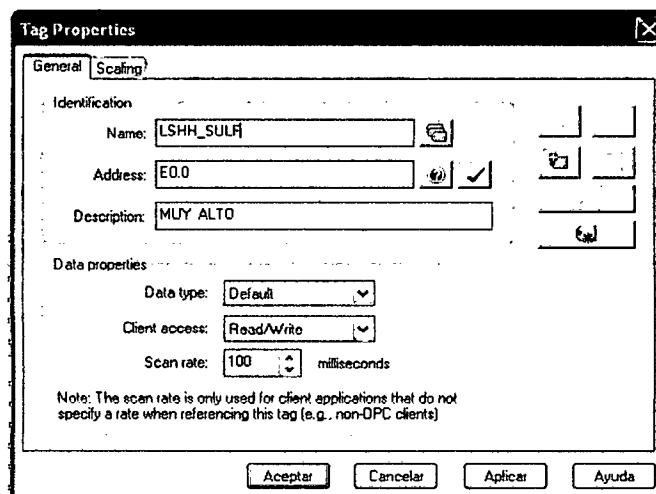 Tag Properties
General Scaling
Identification
Name: LSHH_SULF
Address: E0.0
Description: MUY ALTO
Data properties
Data type: Default
Client access: Read/Write
Scan rate: 100 milliseconds
Note: The scan rate is only used for client applications that do not
specify a rate when referencing this tag (e.g., non-OPC clients)
Aceptar Cancelar Aplicar Ayuda